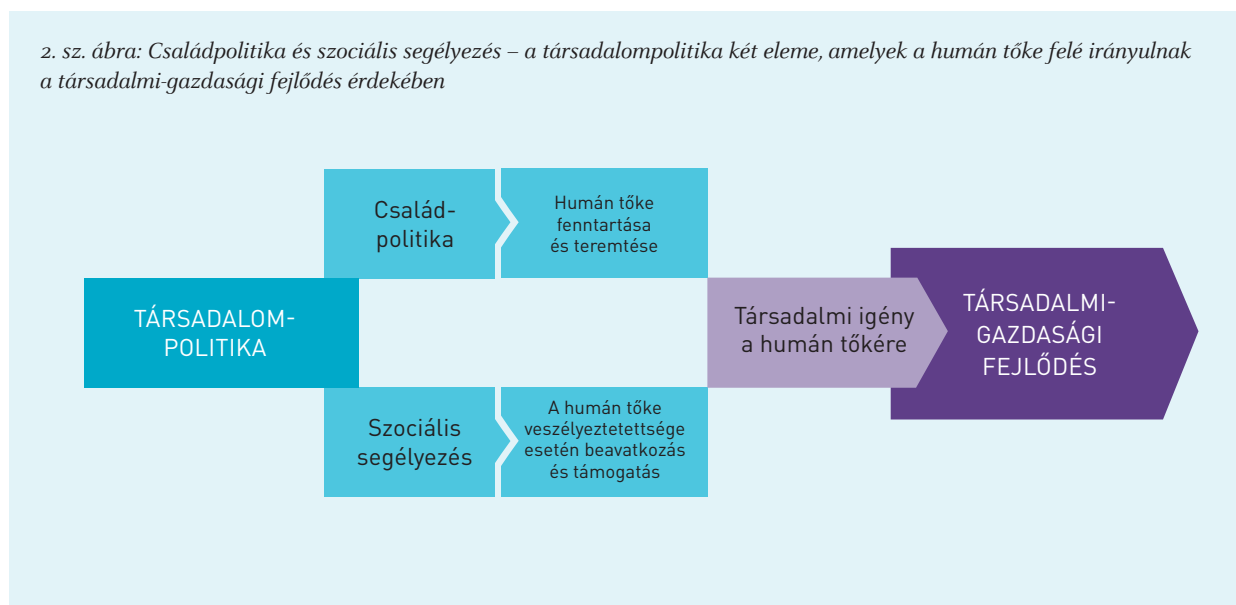 2. sz. ábra: Családpolitika és szociális segélyezés – a társadalompolitika két eleme, amelyek a humán tőke felé irányulnak
a társadalmi-gazdasági fejlődés érdekében
TÁRSADALOM-
POLITIKA
Család-
politika
Humán tőke
fenntartása
és teremtése
Szociális
segélyezés
A humán tőke
veszélyeztetettsége
esetén beavatkozás
és támogatás
Társadalmi igény
a humán tőkére
TÁRSADALMI-
GAZDASÁGI
FEJLŐDÉS